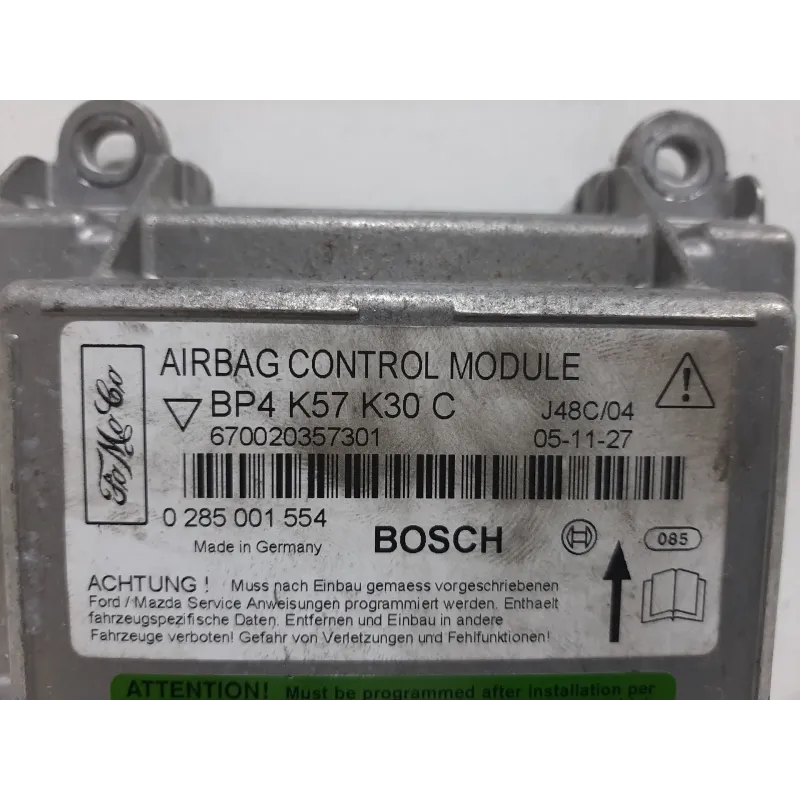 FoMoCo
AIRBAG CONTROL MODULE
BP4 K57 K30 C
J48C/04
670020357301
05-11-27
0 285 001 554
Made in Germany
BOSCH
085
ACHTUNG ! Muss nach Einbau gemaess vorgeschriebenen
Ford / Mazda Service Anweisungen programmiert werden. Enthaelt
fahrzeugspezifische Daten. Entfernen und Einbau in andere
Fahrzeuge verboten! Gefahr von Verletzungen und Fehlfunktionen!
ATTENTION! Must be programmed after installation per